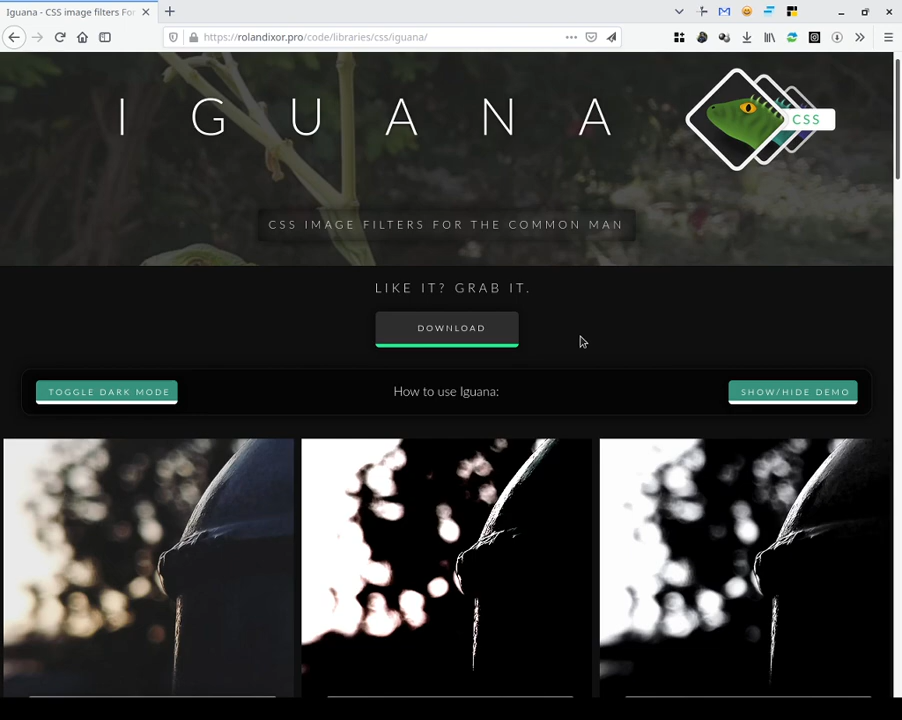 Iguana - CSS image filters For
https://rolandixor.pro/code/libraries/css/iguana/
IGUANA
CSS
CSS IMAGE FILTERS FOR THE COMMON MAN
LIKE IT? GRAB IT.
DOWNLOAD
TOGGLE DARK MODE
How to use Iguana:
SHOW/HIDE DEMO